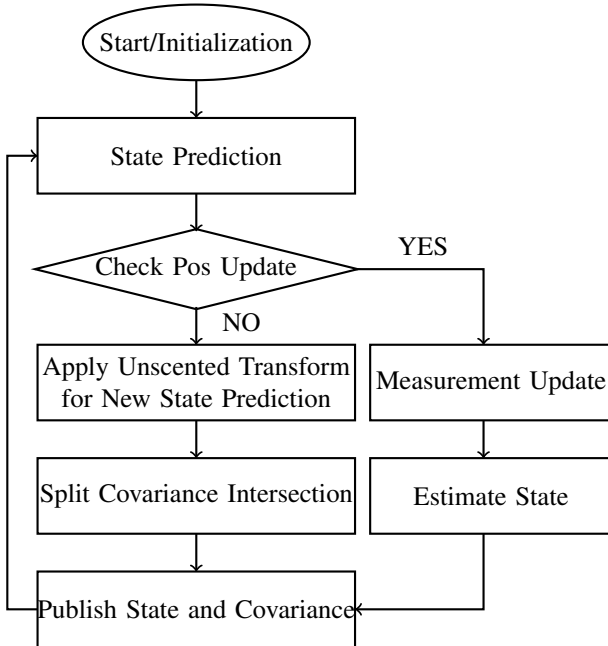 Start/Initialization
State Prediction
Check Pos Update
YES
NO
Apply Unscented Transform
for New State Prediction
Measurement Update
Split Covariance Intersection
Estimate State
Publish State and Covariance